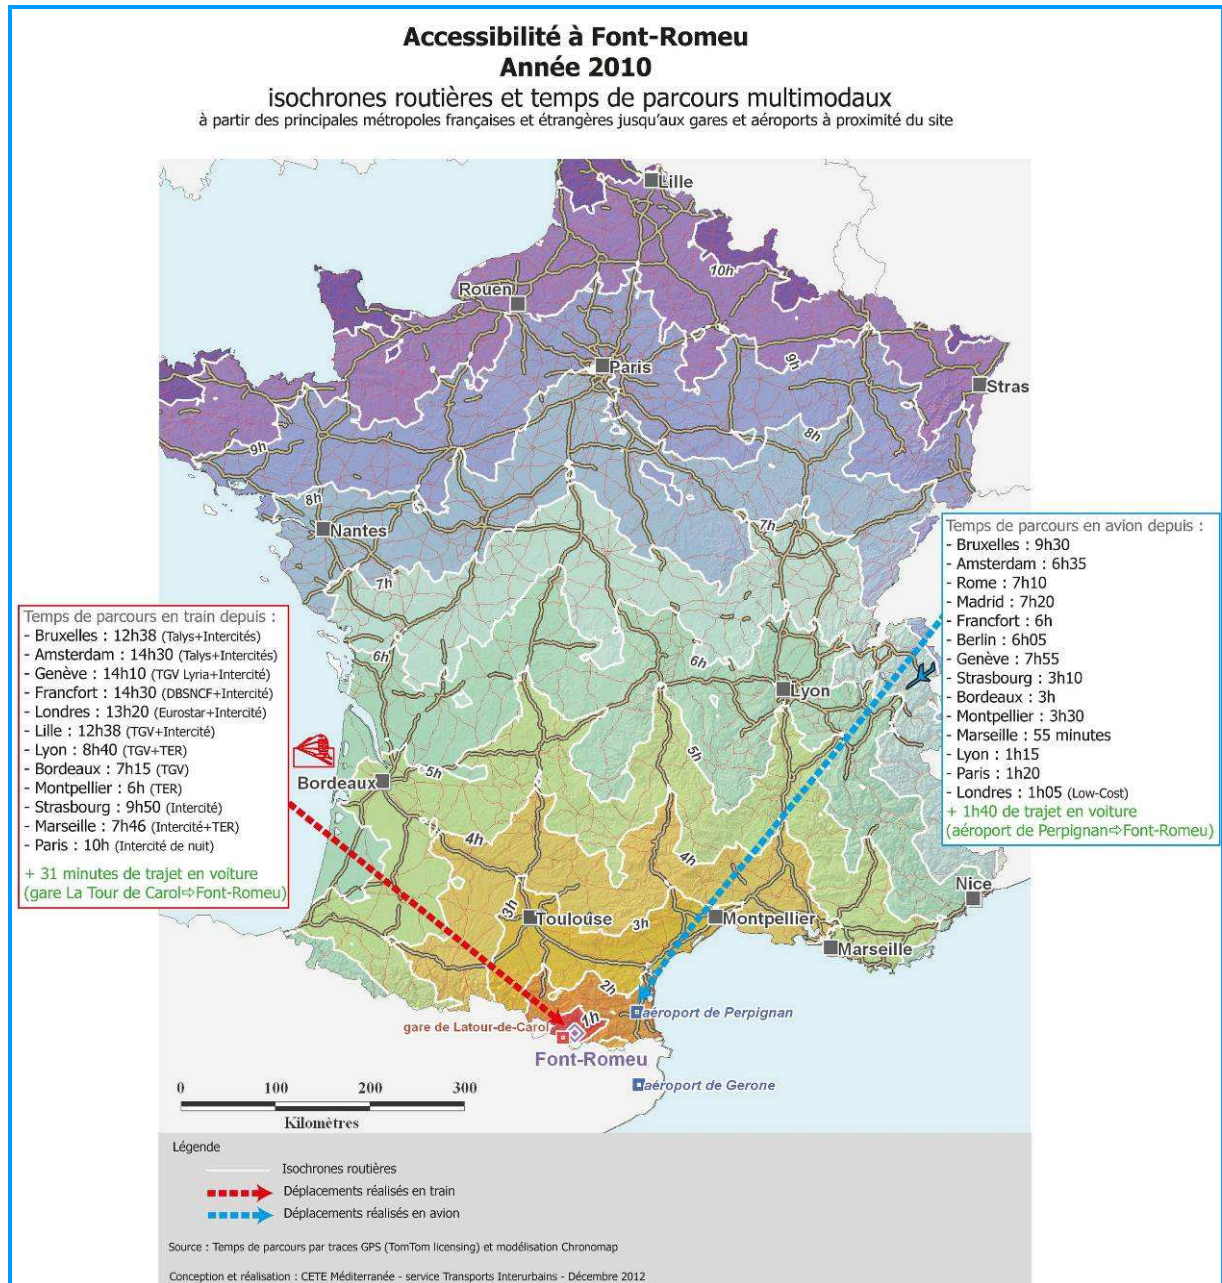 Accessibilité à Font-Romeu
Année 2010
isochrones routières et temps de parcours multimodaux
à partir des principales métropoles françaises et étrangères jusqu'aux gares et aéroports à proximité du site
Lille
10h
Rouen
Paris
9h
Stras
9h
8h
8h
7h
Nantes
7h
Temps de parcours en avion depuis :
- Bruxelles : 9h30
- Amsterdam : 6h35
- Rome : 7h10
- Madrid : 7h20
- Francfort : 6h
- Berlin : 6h05
- Genève : 7h55
- Strasbourg : 3h10
- Bordeaux : 3h
- Montpellier : 3h30
- Marseille : 55 minutes
- Lyon : 1h15
- Paris : 1h20
- Londres : 1h05 (Low-Cost)
+ 1h40 de trajet en voiture
(aéroport de Perpignan⇨Font-Romeu)
Temps de parcours en train depuis :
- Bruxelles : 12h38 (Talys+Intercités)
- Amsterdam : 14h30 (Talys+Intercités)
- Genève : 14h10 (TGV Lyria+Intercité)
- Francfort : 14h30 (DBSNCF+Intercité)
- Londres : 13h20 (Eurostar+Intercité)
- Lille : 12h38 (TGV+Intercité)
- Lyon : 8h40 (TGV+TER)
- Bordeaux : 7h15 (TGV)
- Montpellier : 6h (TER)
- Strasbourg : 9h50 (Intercité)
- Marseille : 7h46 (Intercité+TER)
- Paris : 10h (Intercité de nuit)
+ 31 minutes de trajet en voiture
(gare La Tour de Carol⇨Font-Romeu)
6h
6h
Lyon
5h
5h
Bordeaux
4h
4h
4h
Nice
3h
Toulouse
3h
Montpellier
Marseille
2h
aéroport de Perpignan
1h
gare de Latour-de-Carol
Font-Romeu
aéroport de Gerone
0 100 200 300
Kilomètres
Légende
Isochrones routières
Déplacements réalisés en train
Déplacements réalisés en avion
Source : Temps de parcours par traces GPS (TomTom licensing) et modélisation Chronomap
Conception et réalisation : CETE Méditerranée - service Transports Interurbains - Décembre 2012